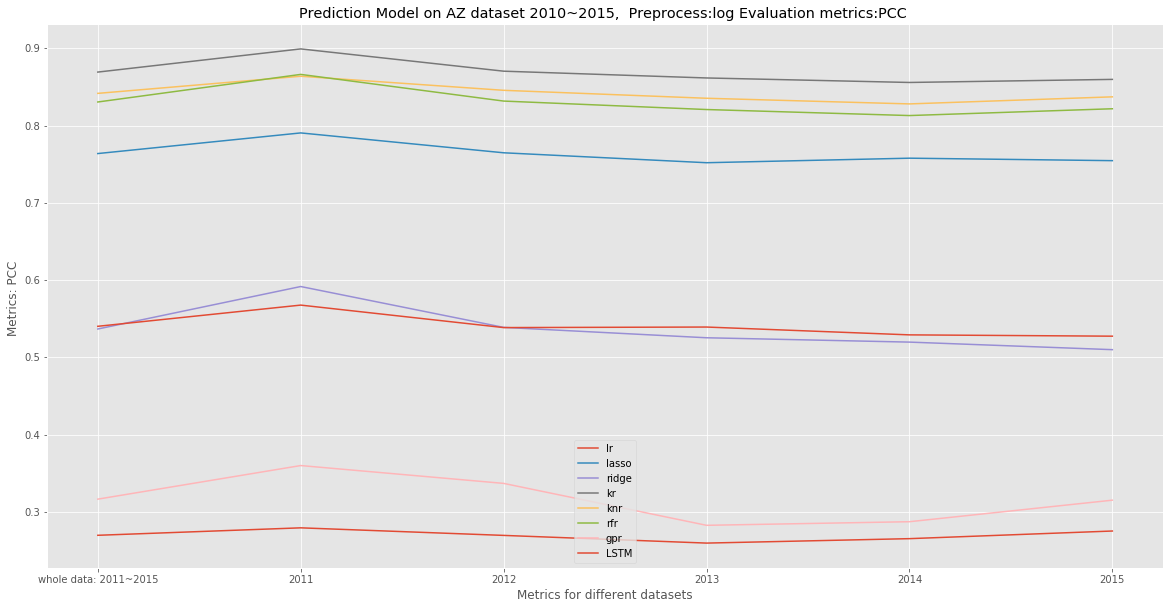 Prediction Model on AZ dataset 2010~2015,  Preprocess:log Evaluation metrics:PCC
Metrics: PCC
0.9
0.8
0.7
0.6
0.5
0.4
0.3
lr
lasso
ridge
kr
knr
rfr
gpr
LSTM
whole data: 2011~2015 2011 2012 2013 2014 2015
Metrics for different datasets